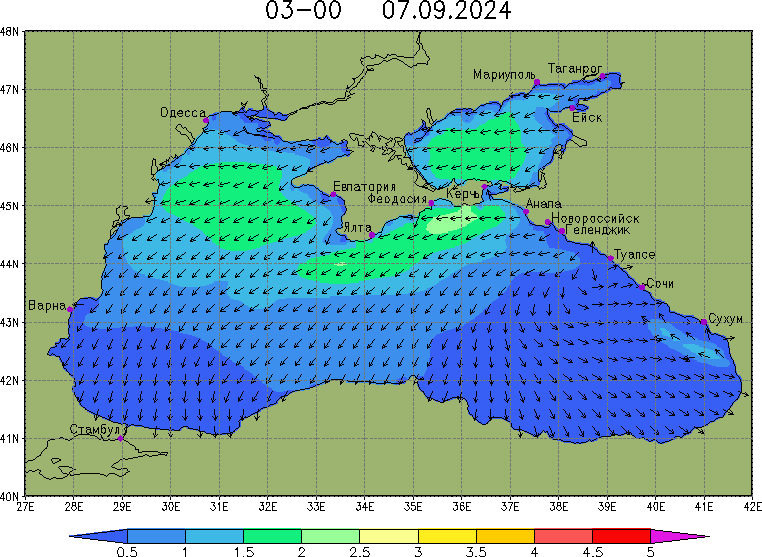 03-00 07.09.2024
48N
47N
46N
45N
44N
43N
42N
41N
40N
Мариуполь
Таганрог
Одесса
Ейск
Евпатория
Феодосия
Керчь
Анапа
Новороссийск
Геленджик
Ялта
Туапсе
Сочи
Варна
Сухум
Стамбул
27E 28E 29E 30E 31E 32E 33E 34E 35E 36E 37E 38E 39E 40E 41E 42E
0.5 1 1.5 2 2.5 3 3.5 4 4.5 5